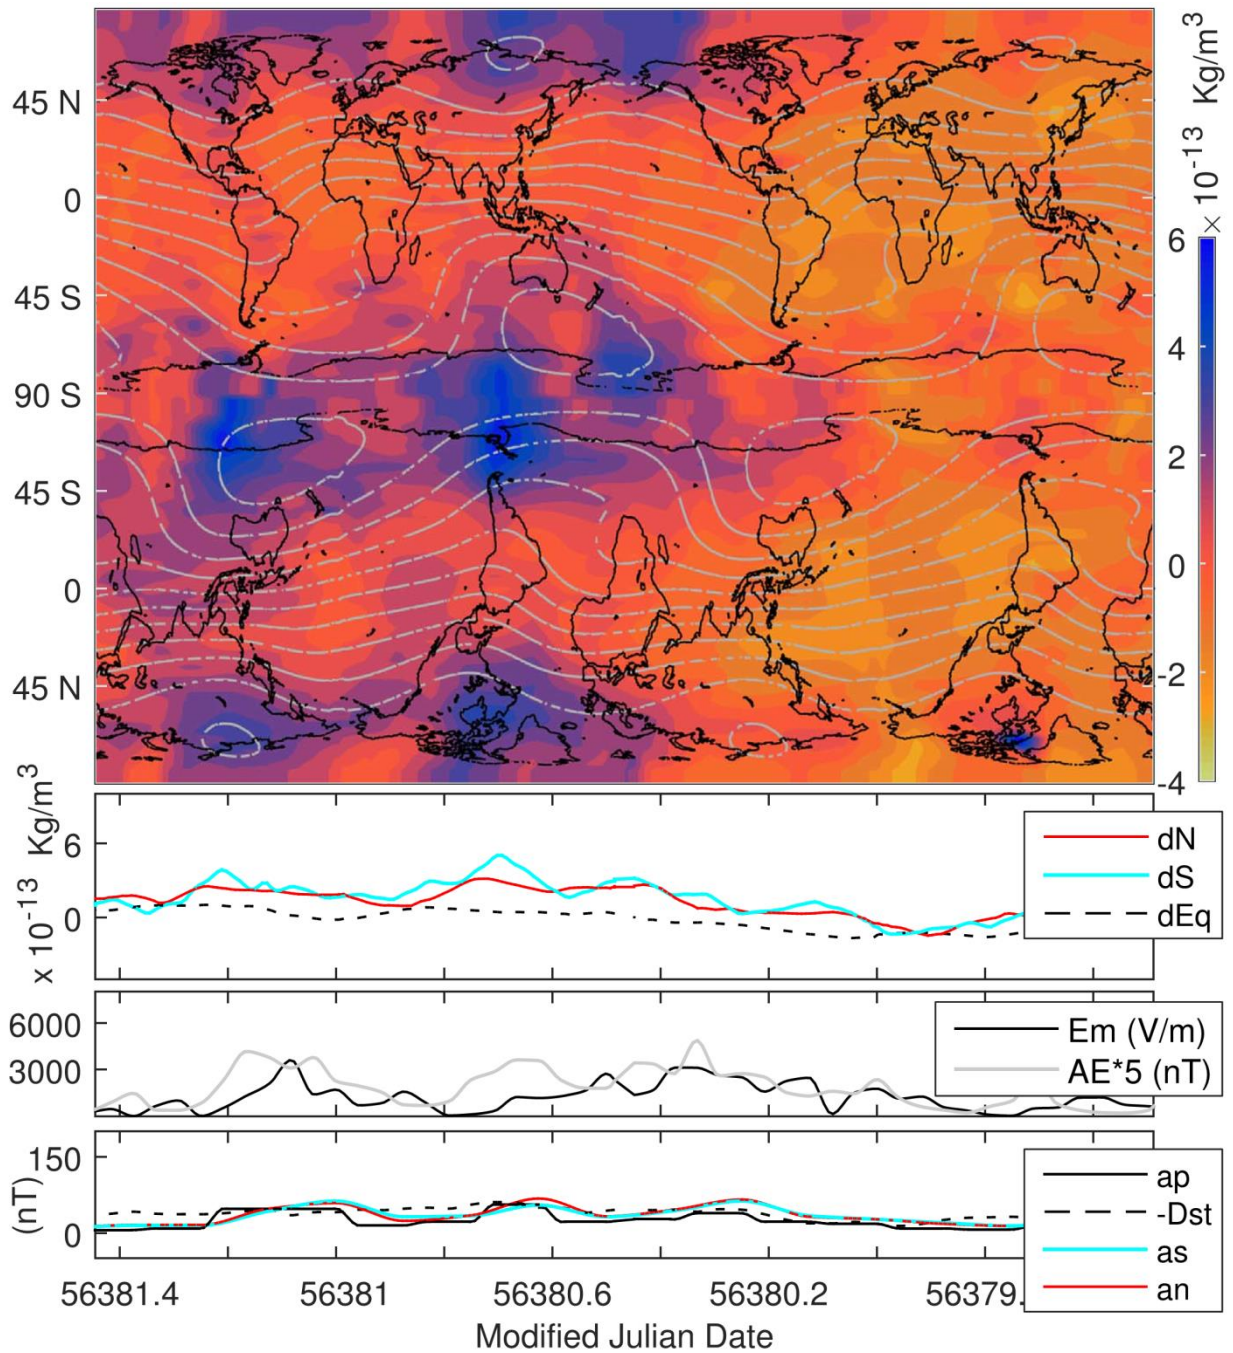 × 10-13 Kg/m3
45 N
0
45 S
90 S
45 S
0
45 N
6
4
2
0
-2
-4
x 10-13 Kg/m3
6
0
dN
dS
dEq
6000
3000
Em (V/m)
AE*5 (nT)
(nT)
150
50
0
ap
-Dst
as
an
56381.4 56381 56380.6 56380.2 56379.
Modified Julian Date